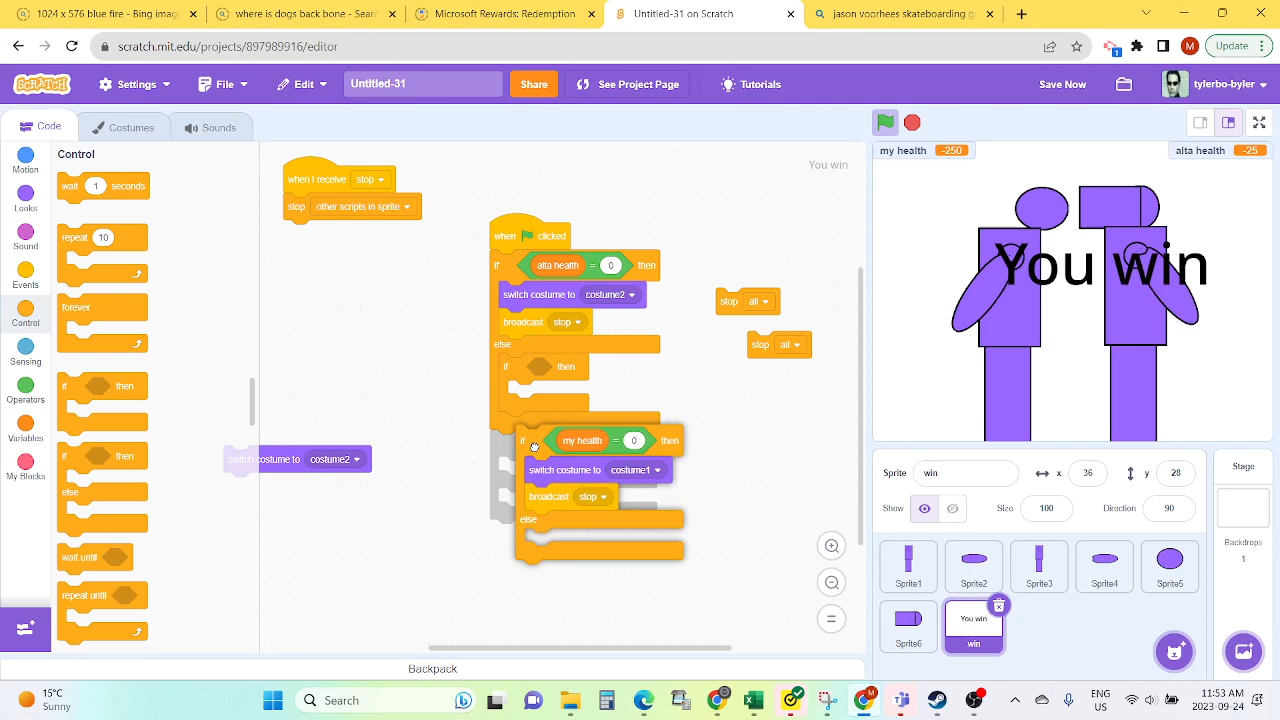 1024 x 576 - Bing image
where is dogs back bone - Searc
Microsoft Rewards: Redemption
Untitled-31 on Scratch
jason voorhees skateboarding g
scratch.mit.edu/projects/897989916/editor
1
M
Update
SCRATCH
Settings
File
Edit
Untitled-31
Share
See Project Page
Tutorials
Save Now
tylerbo-byler
Code
Costumes
Sounds
Motion
Looks
Sound
Events
Control
Sensing
Operators
Variables
My Blocks
Control
wait 1 seconds
repeat 10
forever
if then
if then
else
wait until
repeat until
when I receive stop
stop other scripts in sprite
when clicked
if alta health = 0 then
switch costume to costume2
broadcast stop
else
if then
if my health = 0 then
switch costume to costume1
broadcast stop
else
switch costume to costume2
stop all
stop all
You win
my health -250
alta health -25
You win
Sprite win x 36 y 28
Show Size 100 Direction 90
Sprite1
Sprite2
Sprite3
Sprite4
Sprite5
Sprite6
You win
win
Stage
Backdrops
1
Backpack
15°C
Sunny
Search
ENG
US
11:53 AM
2023-09-24